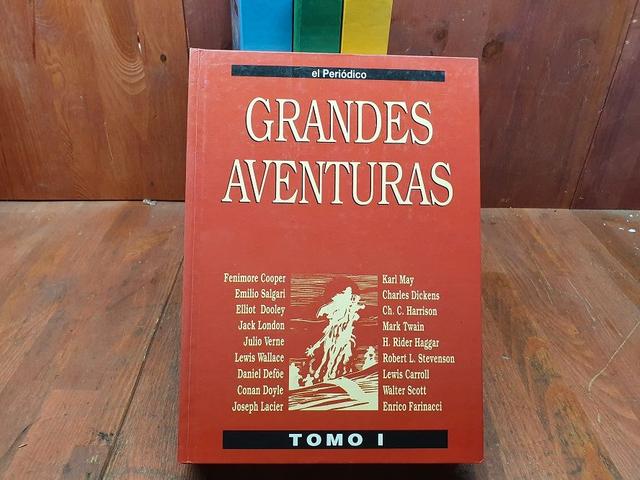 el Periódico
GRANDES
AVENTURAS
Fenimore Cooper
Emilio Salgari
Elliot Dooley
Jack London
Julio Verne
Lewis Wallace
Daniel Defoe
Conan Doyle
Joseph Lacier
Karl May
Charles Dickens
Ch. C. Harrison
Mark Twain
H. Rider Haggar
Robert L. Stevenson
Lewis Carroll
Walter Scott
Enrico Farinacci
TOMO I